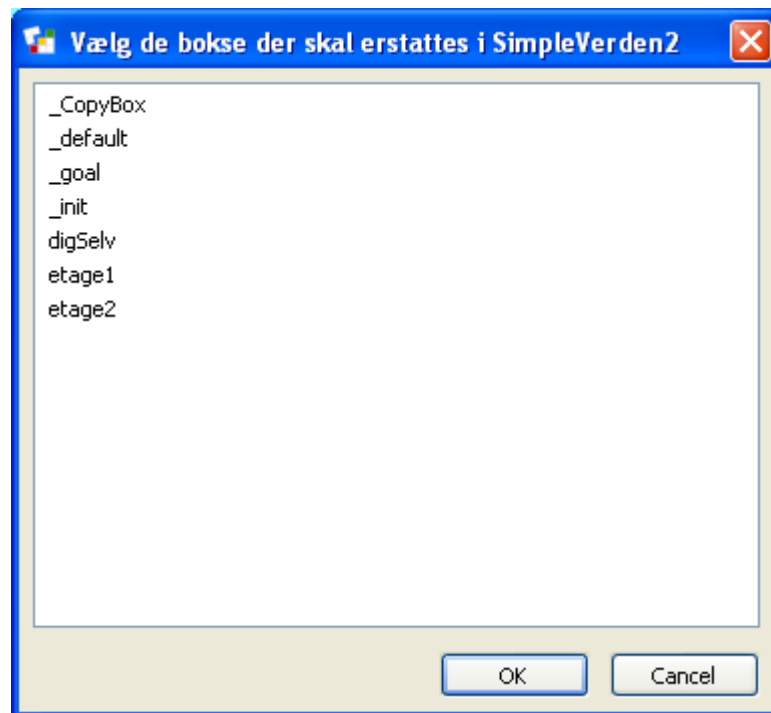 Vælg de bokse der skal erstattes i SimpleVerden2
_CopyBox
_default
_goal
_init
digSelv
etage1
etage2
OK
Cancel